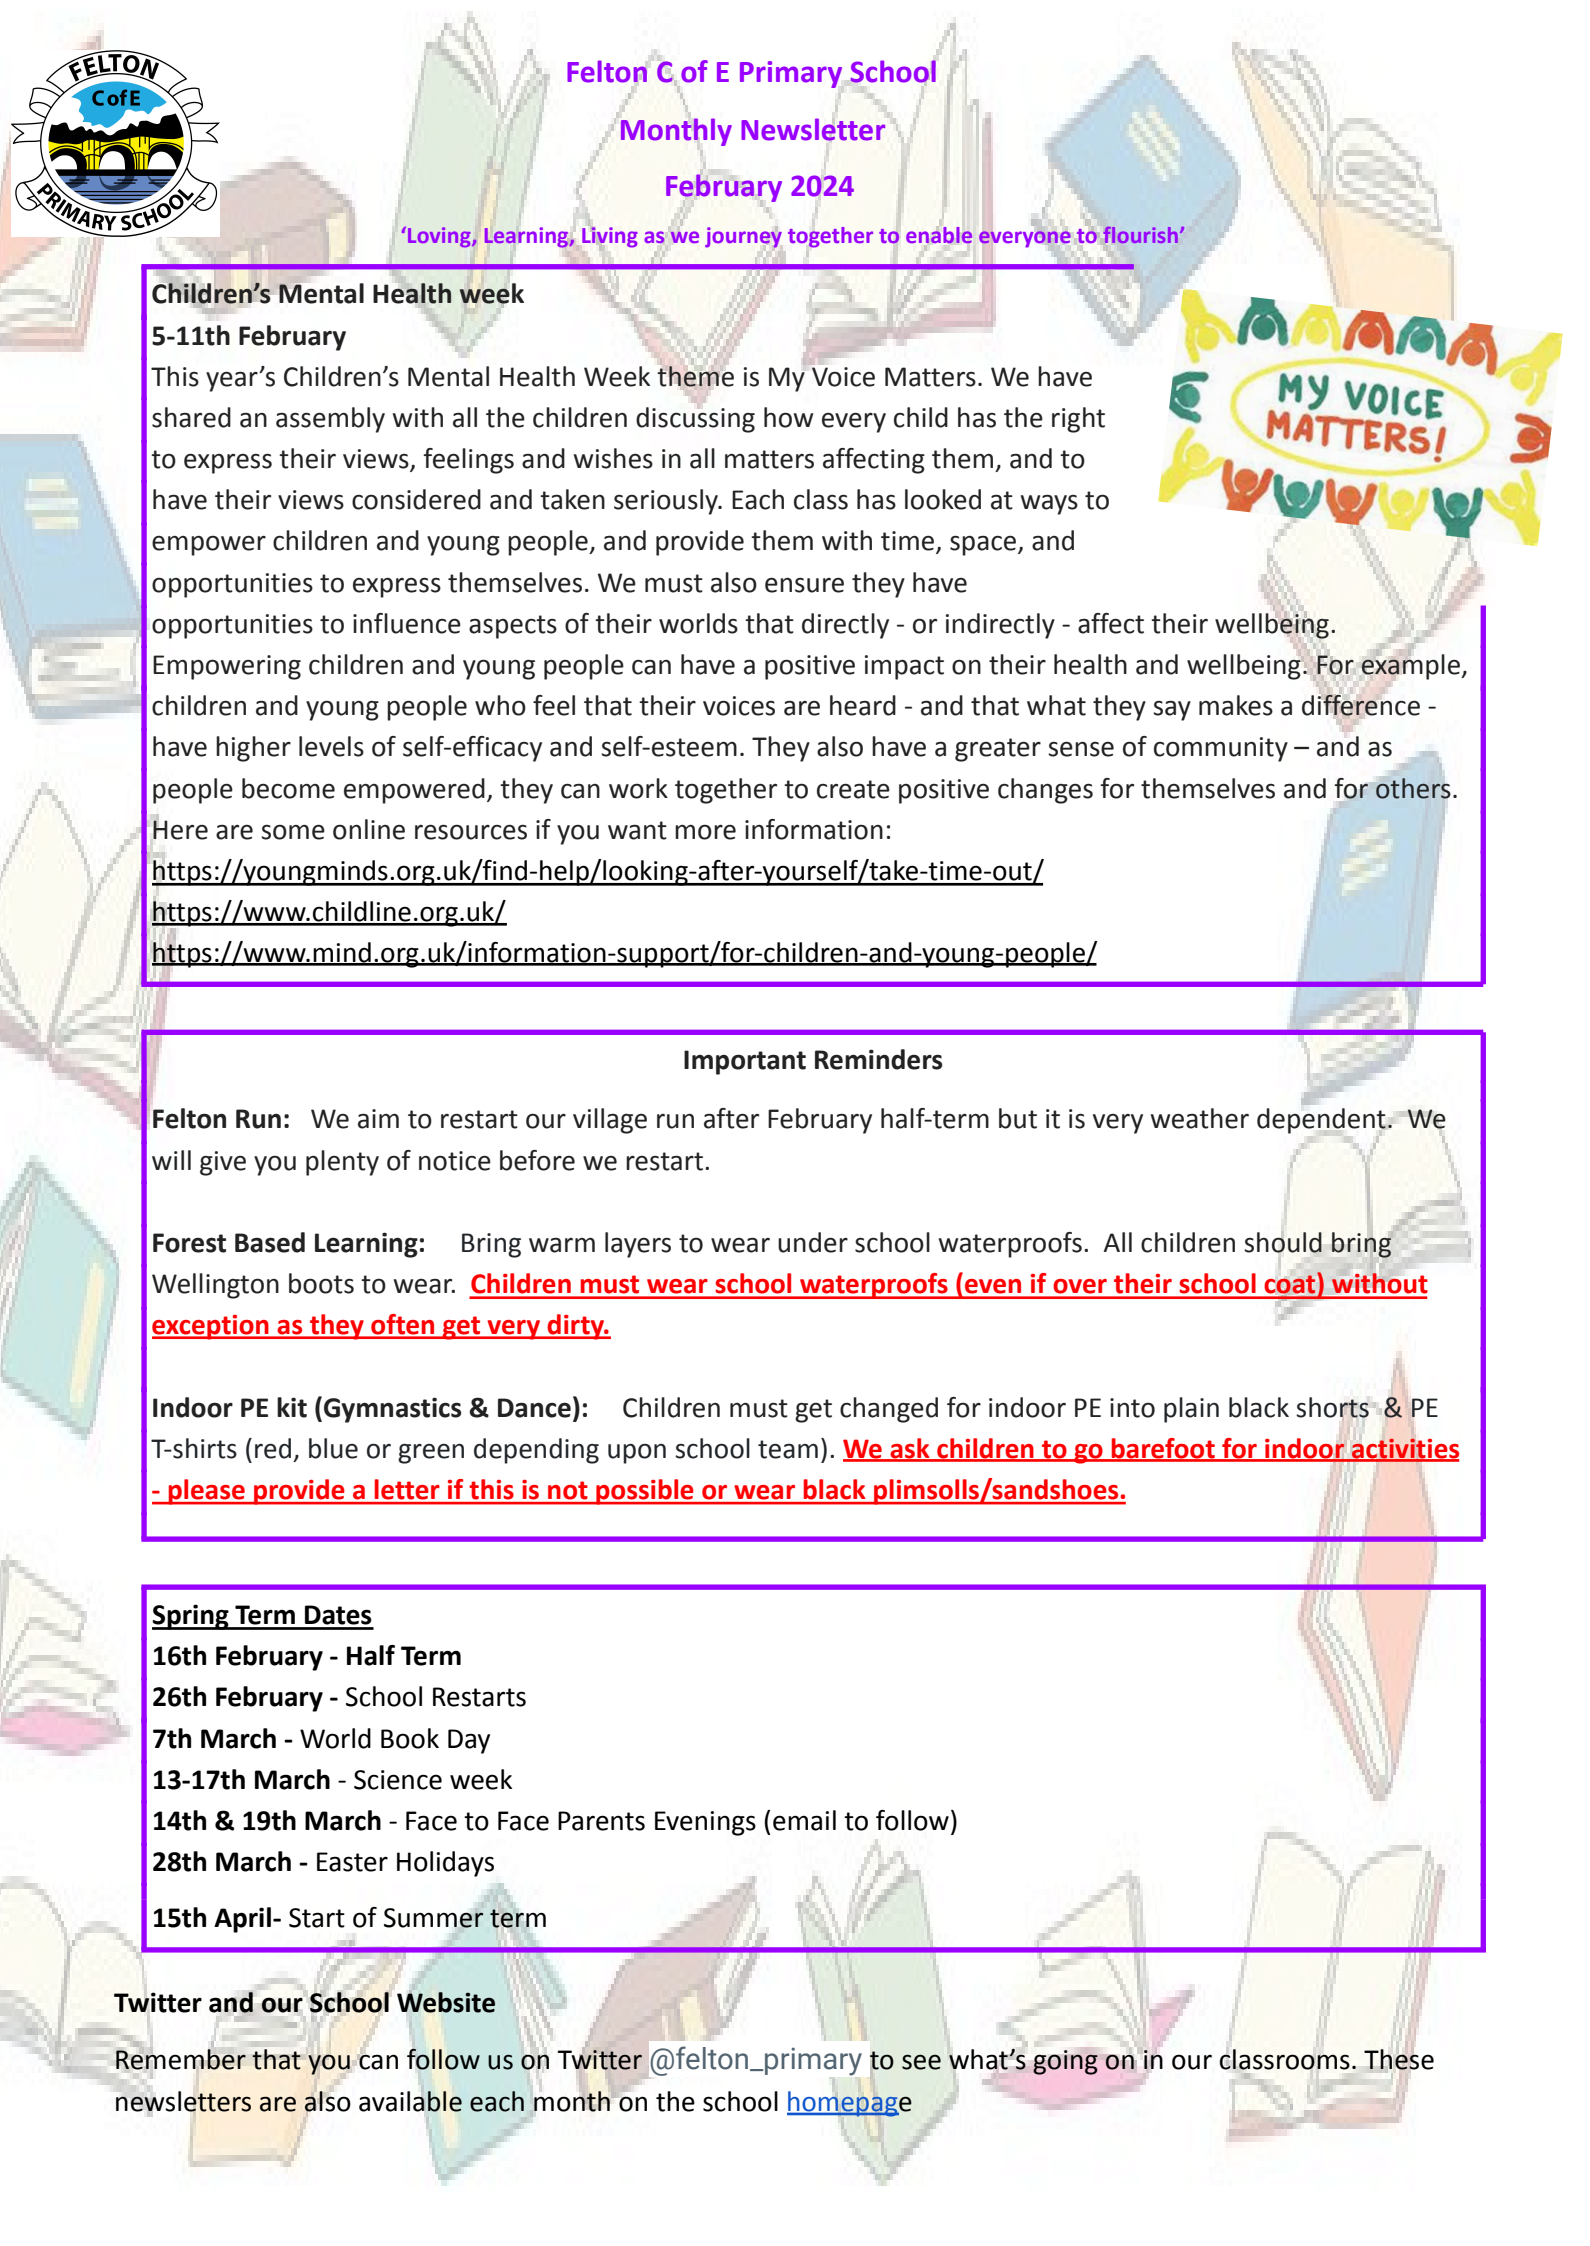 FELTON
C of E
PRIMARY SCHOOL
Felton C of E Primary School
Monthly Newsletter
February 2024
‘Loving, Learning, Living as we journey together to enable everyone to flourish’
Children’s Mental Health week
5-11th February
This year’s Children’s Mental Health Week theme is My Voice Matters. We have
shared an assembly with all the children discussing how every child has the right
to express their views, feelings and wishes in all matters affecting them, and to
have their views considered and taken seriously. Each class has looked at ways to
empower children and young people, and provide them with time, space, and
opportunities to express themselves. We must also ensure they have
opportunities to influence aspects of their worlds that directly - or indirectly - affect their wellbeing.
Empowering children and young people can have a positive impact on their health and wellbeing. For example,
children and young people who feel that their voices are heard - and that what they say makes a difference -
have higher levels of self-efficacy and self-esteem. They also have a greater sense of community – and as
people become empowered, they can work together to create positive changes for themselves and for others.
Here are some online resources if you want more information:
https://youngminds.org.uk/find-help/looking-after-yourself/take-time-out/
https://www.childline.org.uk/
https://www.mind.org.uk/information-support/for-children-and-young-people/
MY VOICE
MATTERS!
Important Reminders
Felton Run: We aim to restart our village run after February half-term but it is very weather dependent. We
will give you plenty of notice before we restart.
Forest Based Learning: Bring warm layers to wear under school waterproofs. All children should bring
Wellington boots to wear. Children must wear school waterproofs (even if over their school coat) without
exception as they often get very dirty.
Indoor PE kit (Gymnastics & Dance): Children must get changed for indoor PE into plain black shorts & PE
T-shirts (red, blue or green depending upon school team). We ask children to go barefoot for indoor activities
- please provide a letter if this is not possible or wear black plimsolls/sandshoes.
Spring Term Dates
16th February - Half Term
26th February - School Restarts
7th March - World Book Day
13-17th March - Science week
14th & 19th March - Face to Face Parents Evenings (email to follow)
28th March - Easter Holidays
15th April- Start of Summer term
Twitter and our School Website
Remember that you can follow us on Twitter @felton_primary to see what’s going on in our classrooms. These
newsletters are also available each month on the school homepage